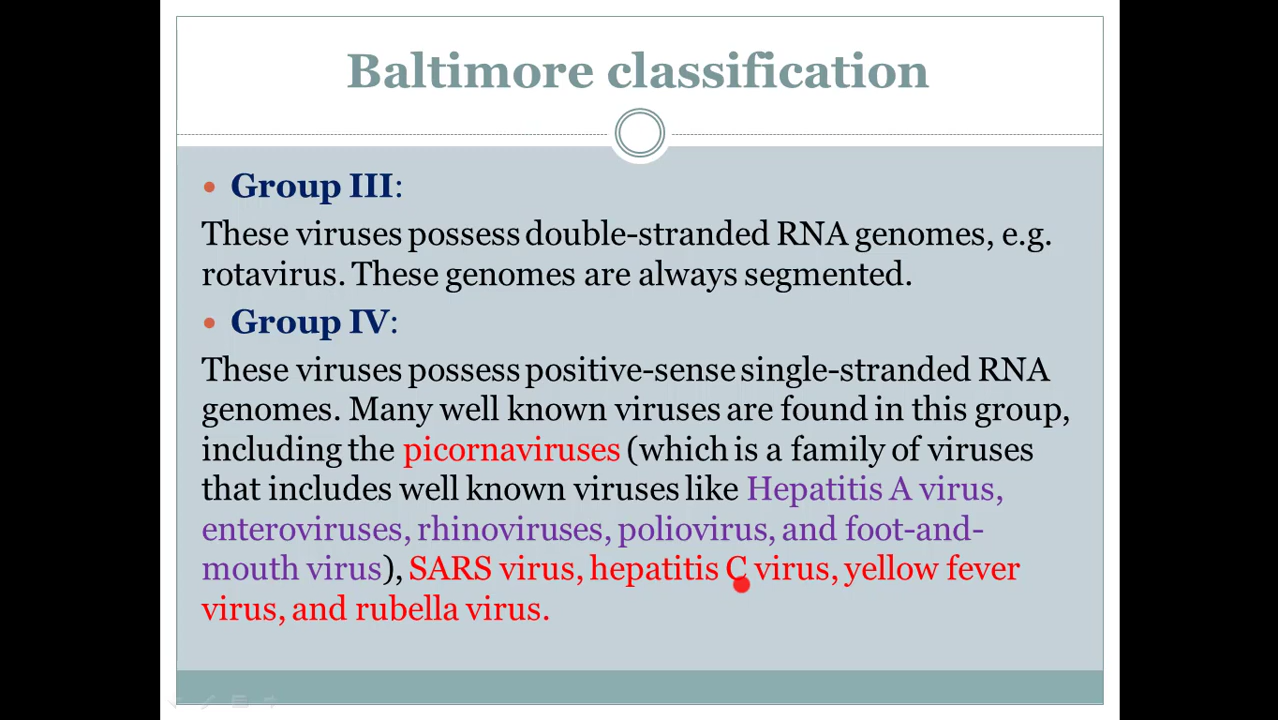 Baltimore classification
• Group III:
These viruses possess double-stranded RNA genomes, e.g.
rotavirus. These genomes are always segmented.
• Group IV:
These viruses possess positive-sense single-stranded RNA
genomes. Many well known viruses are found in this group,
including the picornaviruses (which is a family of viruses
that includes well known viruses like Hepatitis A virus,
enteroviruses, rhinoviruses, poliovirus, and foot-and-
mouth virus), SARS virus, hepatitis C virus, yellow fever
virus, and rubella virus.